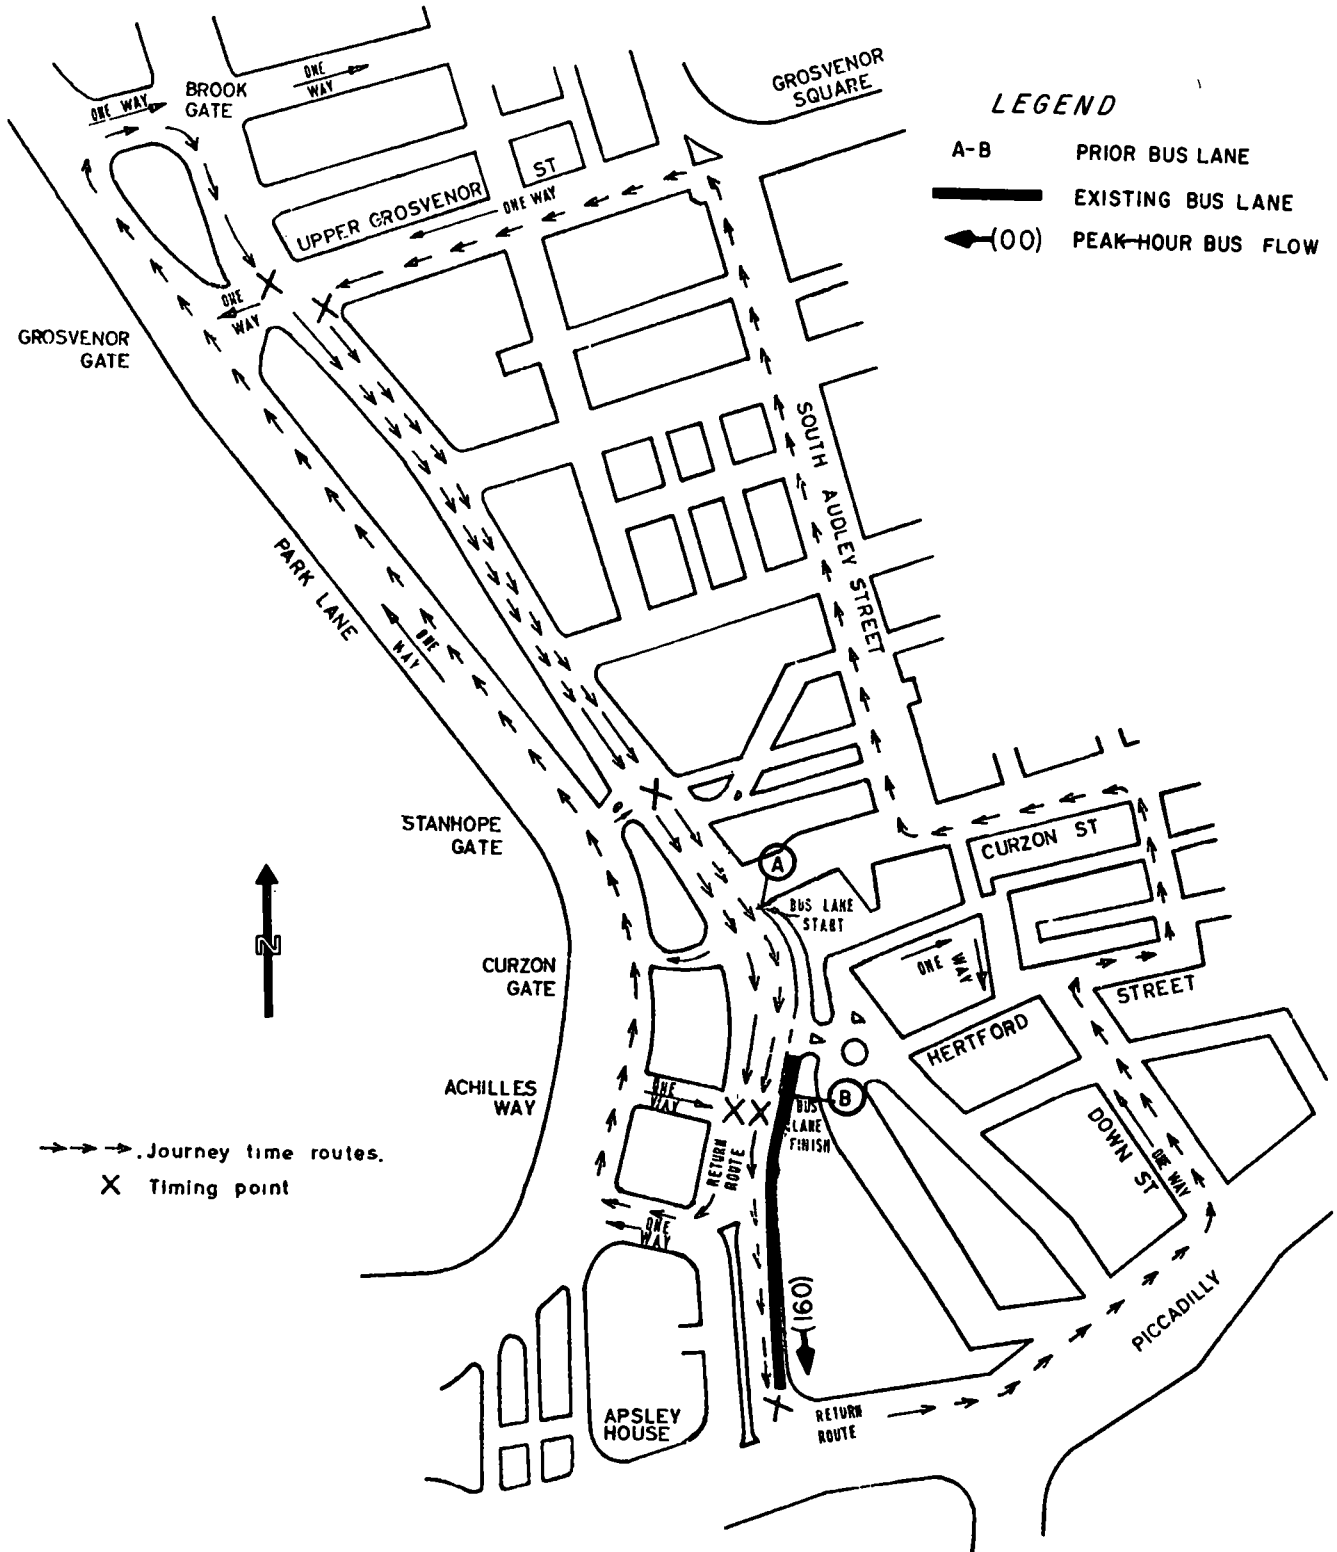 GROSVENOR
SQUARE
LEGEND
A-B PRIOR BUS LANE
EXISTING BUS LANE
(00) PEAK-HOUR BUS FLOW
ONE
WAY
BROOK
GATE
ONE WAY
ST
UPPER GROSVENOR
ONE WAY
ONE
WAY
GROSVENOR
GATE
SOUTH AUDLEY STREET
PARK LANE
ONE
WAY
STANHOPE
GATE
CURZON ST
A
BUS LANE
START
N
CURZON
GATE
ONE WAY
STREET
HERTFORD
ACHILLES
WAY
ONE
WAY
B
BUS
LANE
FINISH
DOWN ST
ONE WAY
RETURN
ROUTE
Journey time routes.
X Timing point
ONE
WAY
(160)
PICCADILLY
APSLEY
HOUSE
RETURN
ROUTE